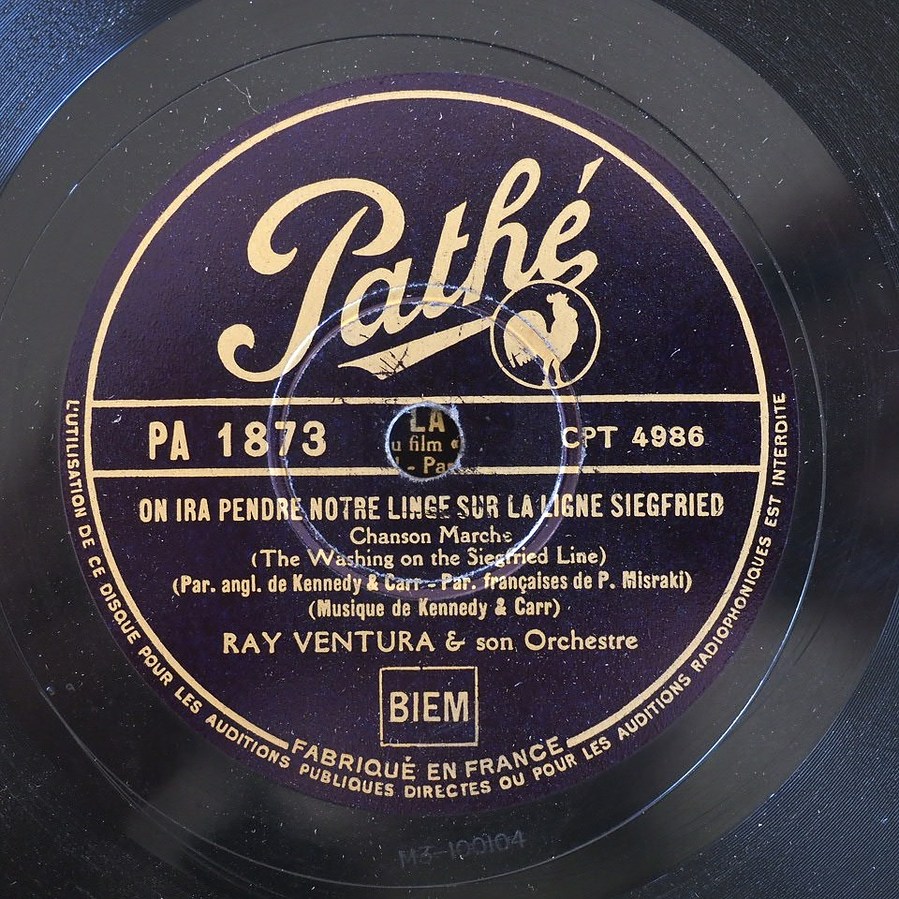 Pathé
PA 1873
LA
u film «
l - Pa
CPT 4986
ON IRA PENDRE NOTRE LINGE SUR LA LIGNE SIEGFRIED
Chanson Marche
(The Washing on the Siegfried Line)
(Par. angl. de Kennedy & Carr - Par. françaises de P. Misraki)
(Musique de Kennedy & Carr)
RAY VENTURA & son Orchestre
BIEM
FABRIQUÉ EN FRANCE
L'UTILISATION DE CE DISQUE POUR LES AUDITIONS PUBLIQUES DIRECTES OU POUR LES AUDITIONS RADIOPHONIQUES EST INTERDITE
M3-100104